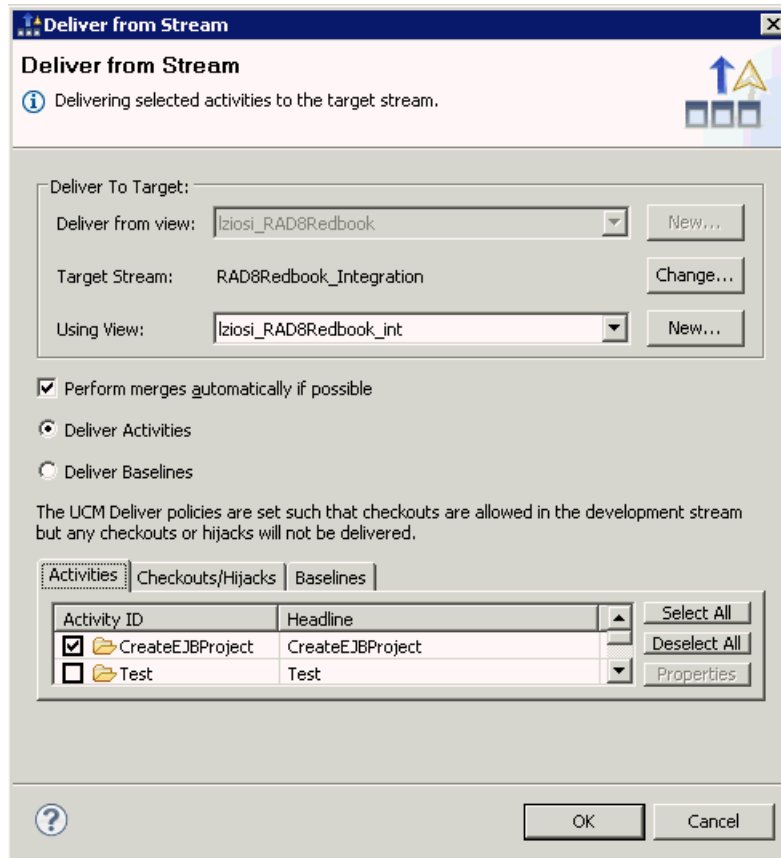 Deliver from Stream
Deliver from Stream
Delivering selected activities to the target stream.
Deliver To Target:
Deliver from view: lziosi_RAD8Redbook New...
Target Stream: RAD8Redbook_Integration Change...
Using View: lziosi_RAD8Redbook_int New...
Perform merges automatically if possible
Deliver Activities
Deliver Baselines
The UCM Deliver policies are set such that checkouts are allowed in the development stream
but any checkouts or hijacks will not be delivered.
Activities Checkouts/Hijacks Baselines
Activity ID Headline Select All
CreateEJBProject CreateEJBProject Deselect All
Test Test Properties
OK Cancel